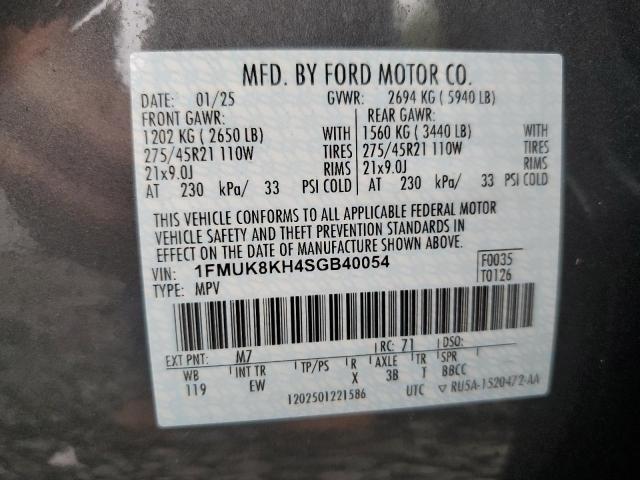 MFD. BY FORD MOTOR CO.
DATE: 01/25 GVWR: 2694 KG ( 5940 LB)
FRONT GAWR: REAR GAWR:
1202 KG ( 2650 LB) WITH 1560 KG ( 3440 LB) WITH
275/45R21 110W TIRES 275/45R21 110W TIRES
21x9.0J RIMS 21x9.0J RIMS
AT 230 kPa/ 33 PSI COLD AT 230 kPa/ 33 PSI COLD
THIS VEHICLE CONFORMS TO ALL APPLICABLE FEDERAL MOTOR
VEHICLE SAFETY AND THEFT PREVENTION STANDARDS IN
EFFECT ON THE DATE OF MANUFACTURE SHOWN ABOVE.
VIN: 1FMUK8KH4SGB40054 F0035
TYPE: MPV T0126
EXT PNT: M7 RC: 71 DSO:
WB INT TR TP/PS R AXLE TR SPR
119 EW X 3B T BBCC
1202501221586 UTC ▽ RU5A-1520472-AA